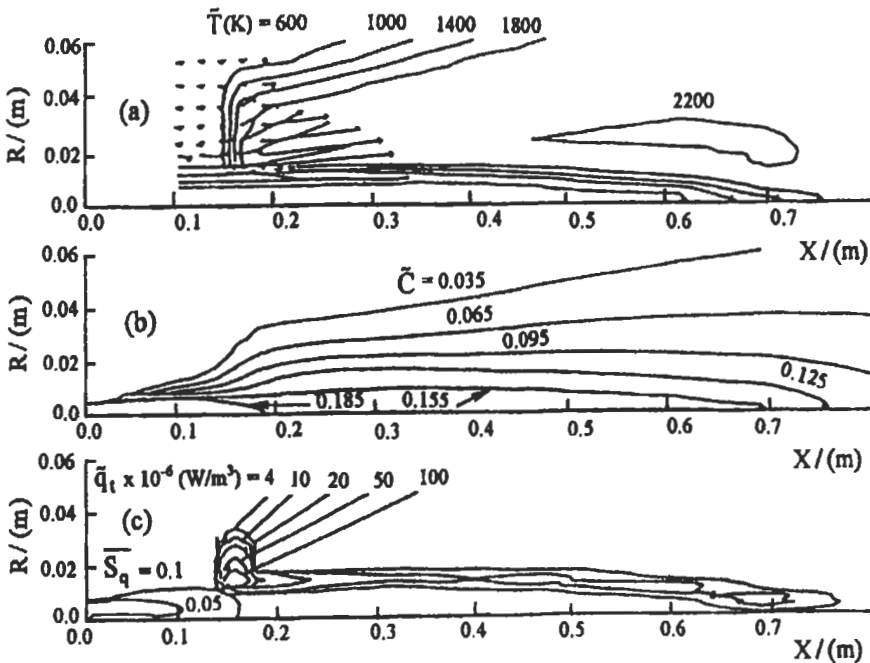 T̃(K) = 600 1000 1400 1800
0.06
0.04
0.02
0.0
R / (m)
(a)
2200
0.0 0.1 0.2 0.3 0.4 0.5 0.6 0.7
X / (m)
0.06
0.04
0.02
0.0
R / (m)
(b)
C̃ = 0.035
0.065
0.095
0.125
0.185 0.155
0.0 0.1 0.2 0.3 0.4 0.5 0.6 0.7
X / (m)
0.06
0.04
0.02
0.0
R / (m)
q̃t x 10⁻⁶ (W/m³) = 4 10 20 50 100
(c)
S̅q̅ = 0.1
0.05
0.0 0.1 0.2 0.3 0.4 0.5 0.6 0.7
X / (m)